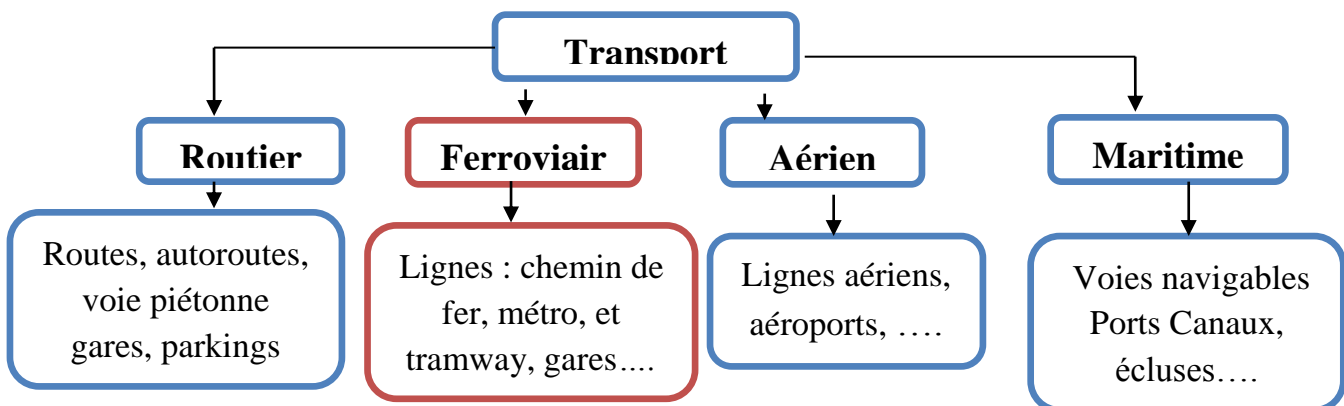 Transport
Routier
Ferroviair
Aérien
Maritime
Routes, autoroutes,
voie piétonne
gares, parkings
Lignes : chemin de
fer, métro, et
tramway, gares....
Lignes aériens,
aéroports, ….
Voies navigables
Ports Canaux,
écluses….